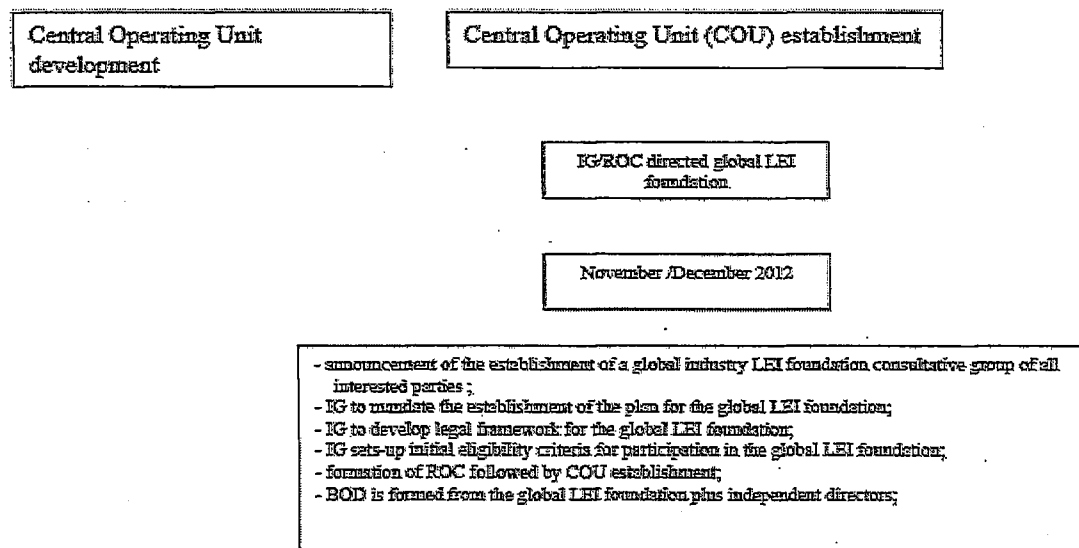 Central Operating Unit
development
Central Operating Unit (COU) establishment
IG/ROC directed global LEI
foundation
November /December 2012
- announcement of the establishment of a global industry LEI foundation consultative group of all
interested parties ;
- IG to mandate the establishment of the plan for the global LEI foundation;
- IG to develop legal framework for the global LEI foundation;
- IG sets-up initial eligibility criteria for participation in the global LEI foundation;
- formation of ROC followed by COU establishment;
- BOD is formed from the global LEI foundation plus independent directors;